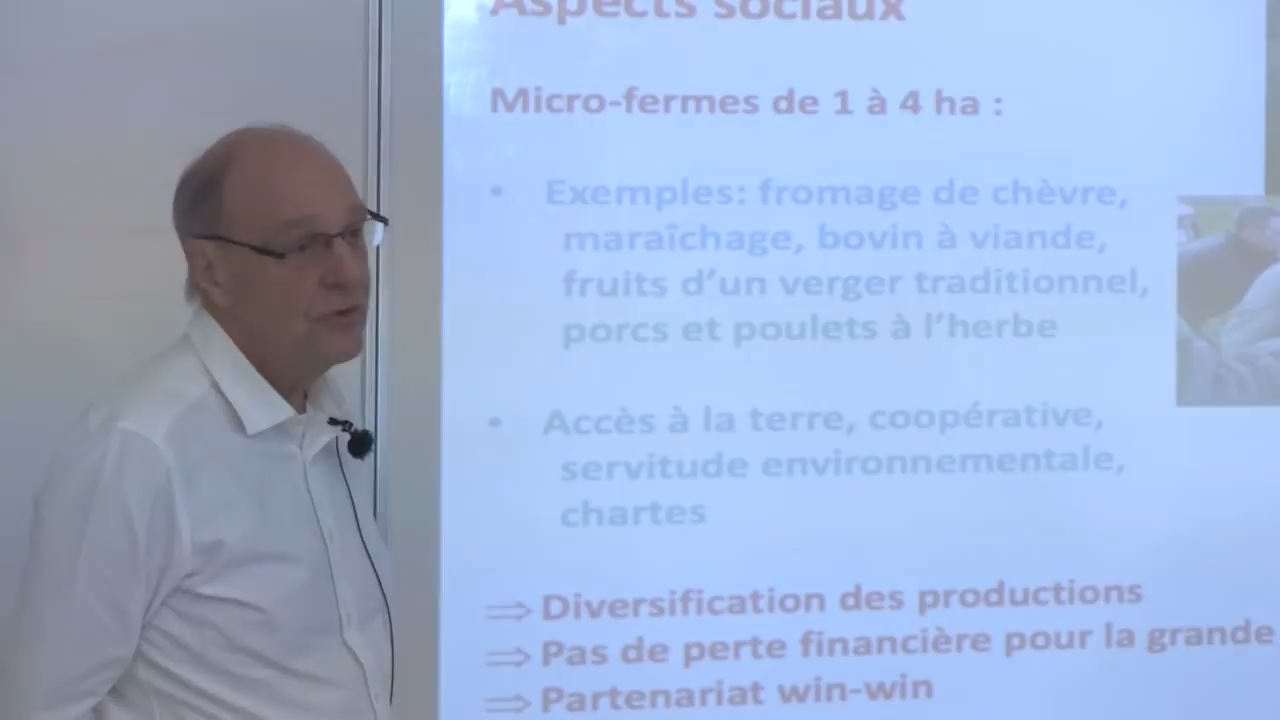 Aspects sociaux
Micro-fermes de 1 à 4 ha :
• Exemples: fromage de chèvre,
maraîchage, bovin à viande,
fruits d’un verger traditionnel,
porcs et poulets à l’herbe
• Accès à la terre, coopérative,
servitude environnementale,
chartes
⇒ Diversification des productions
⇒ Pas de perte financière pour la grande
⇒ Partenariat win-win